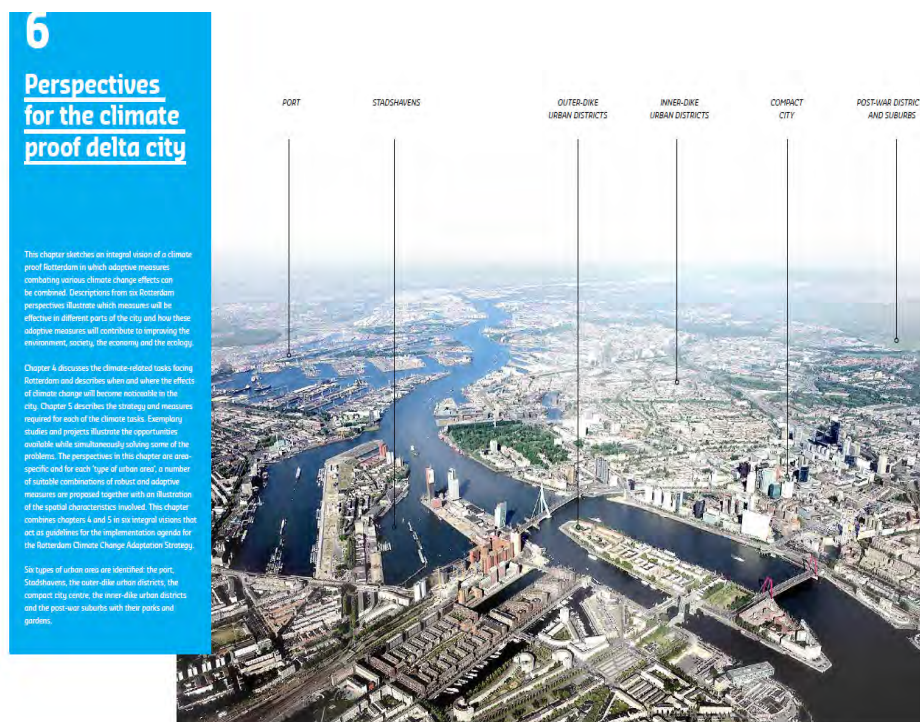 6
Perspectives
for the climate
proof delta city
This chapter sketches an integral vision of a climate
proof Rotterdam in which adaptive measures
combating various climate change effects can
be combined. Descriptions from six Rotterdam
perspectives illustrate which measures will be
effective in different parts of the city and how these
adaptive measures will contribute to improving the
environment, society, the economy and the ecology.
Chapter 4 discusses the climate-related tasks facing
Rotterdam and describes when and where the effects
of climate change will become noticeable in the
city. Chapter 5 describes the strategy and measures
required for each of the climate tasks. Exemplary
studies and projects illustrate the opportunities
available while simultaneously solving some of the
problems. The perspectives in this chapter are area-
specific and for each 'type of urban area', a number
of suitable combinations of robust and adaptive
measures are proposed together with an illustration
of the spatial characteristics involved. This chapter
combines chapters 4 and 5 in six integral visions that
act as guidelines for the implementation agenda for
the Rotterdam Climate Change Adaptation Strategy.
Six types of urban area are identified: the port,
Stadshavens, the outer-dike urban districts, the
compact city centre, the inner-dike urban districts
and the post-war suburbs with their parks and
gardens.
PORT
STADSHAVENS
OUTER-DIKE
URBAN DISTRICTS
INNER-DIKE
URBAN DISTRICTS
COMPACT
CITY
POST-WAR DISTRIC
AND SUBURBS